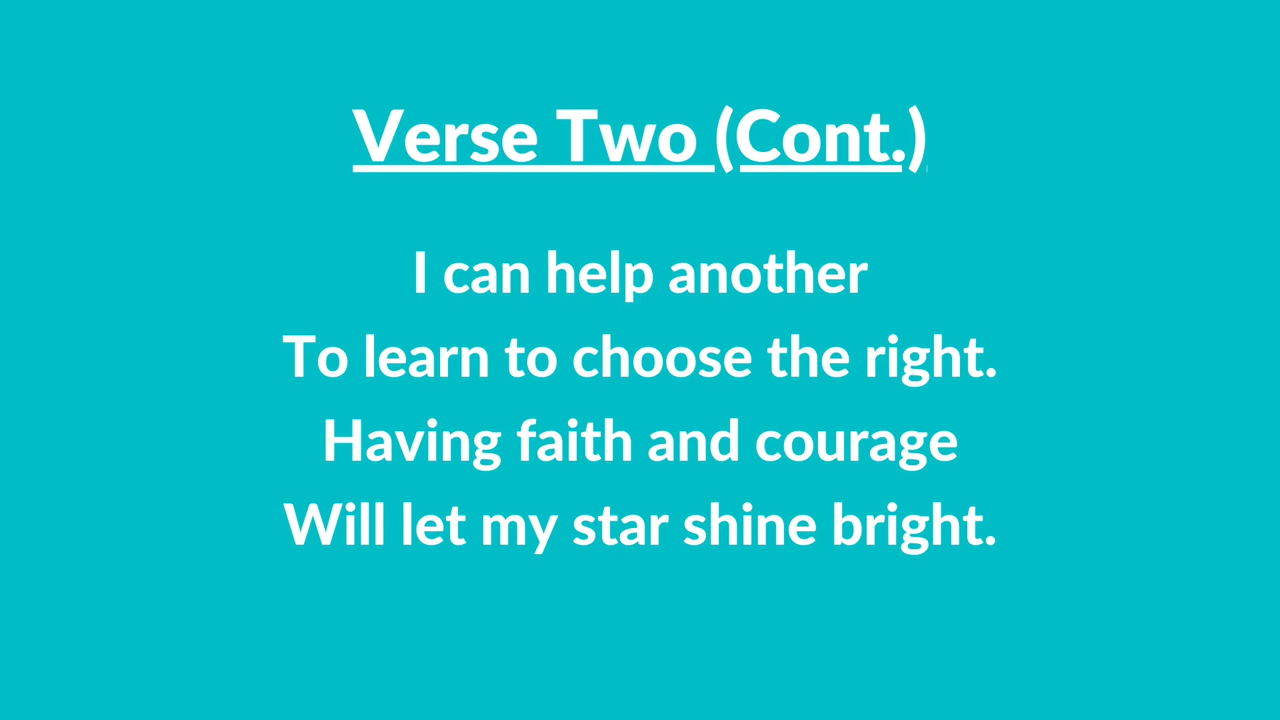 Verse Two (Cont.)
I can help another
To learn to choose the right.
Having faith and courage
Will let my star shine bright.